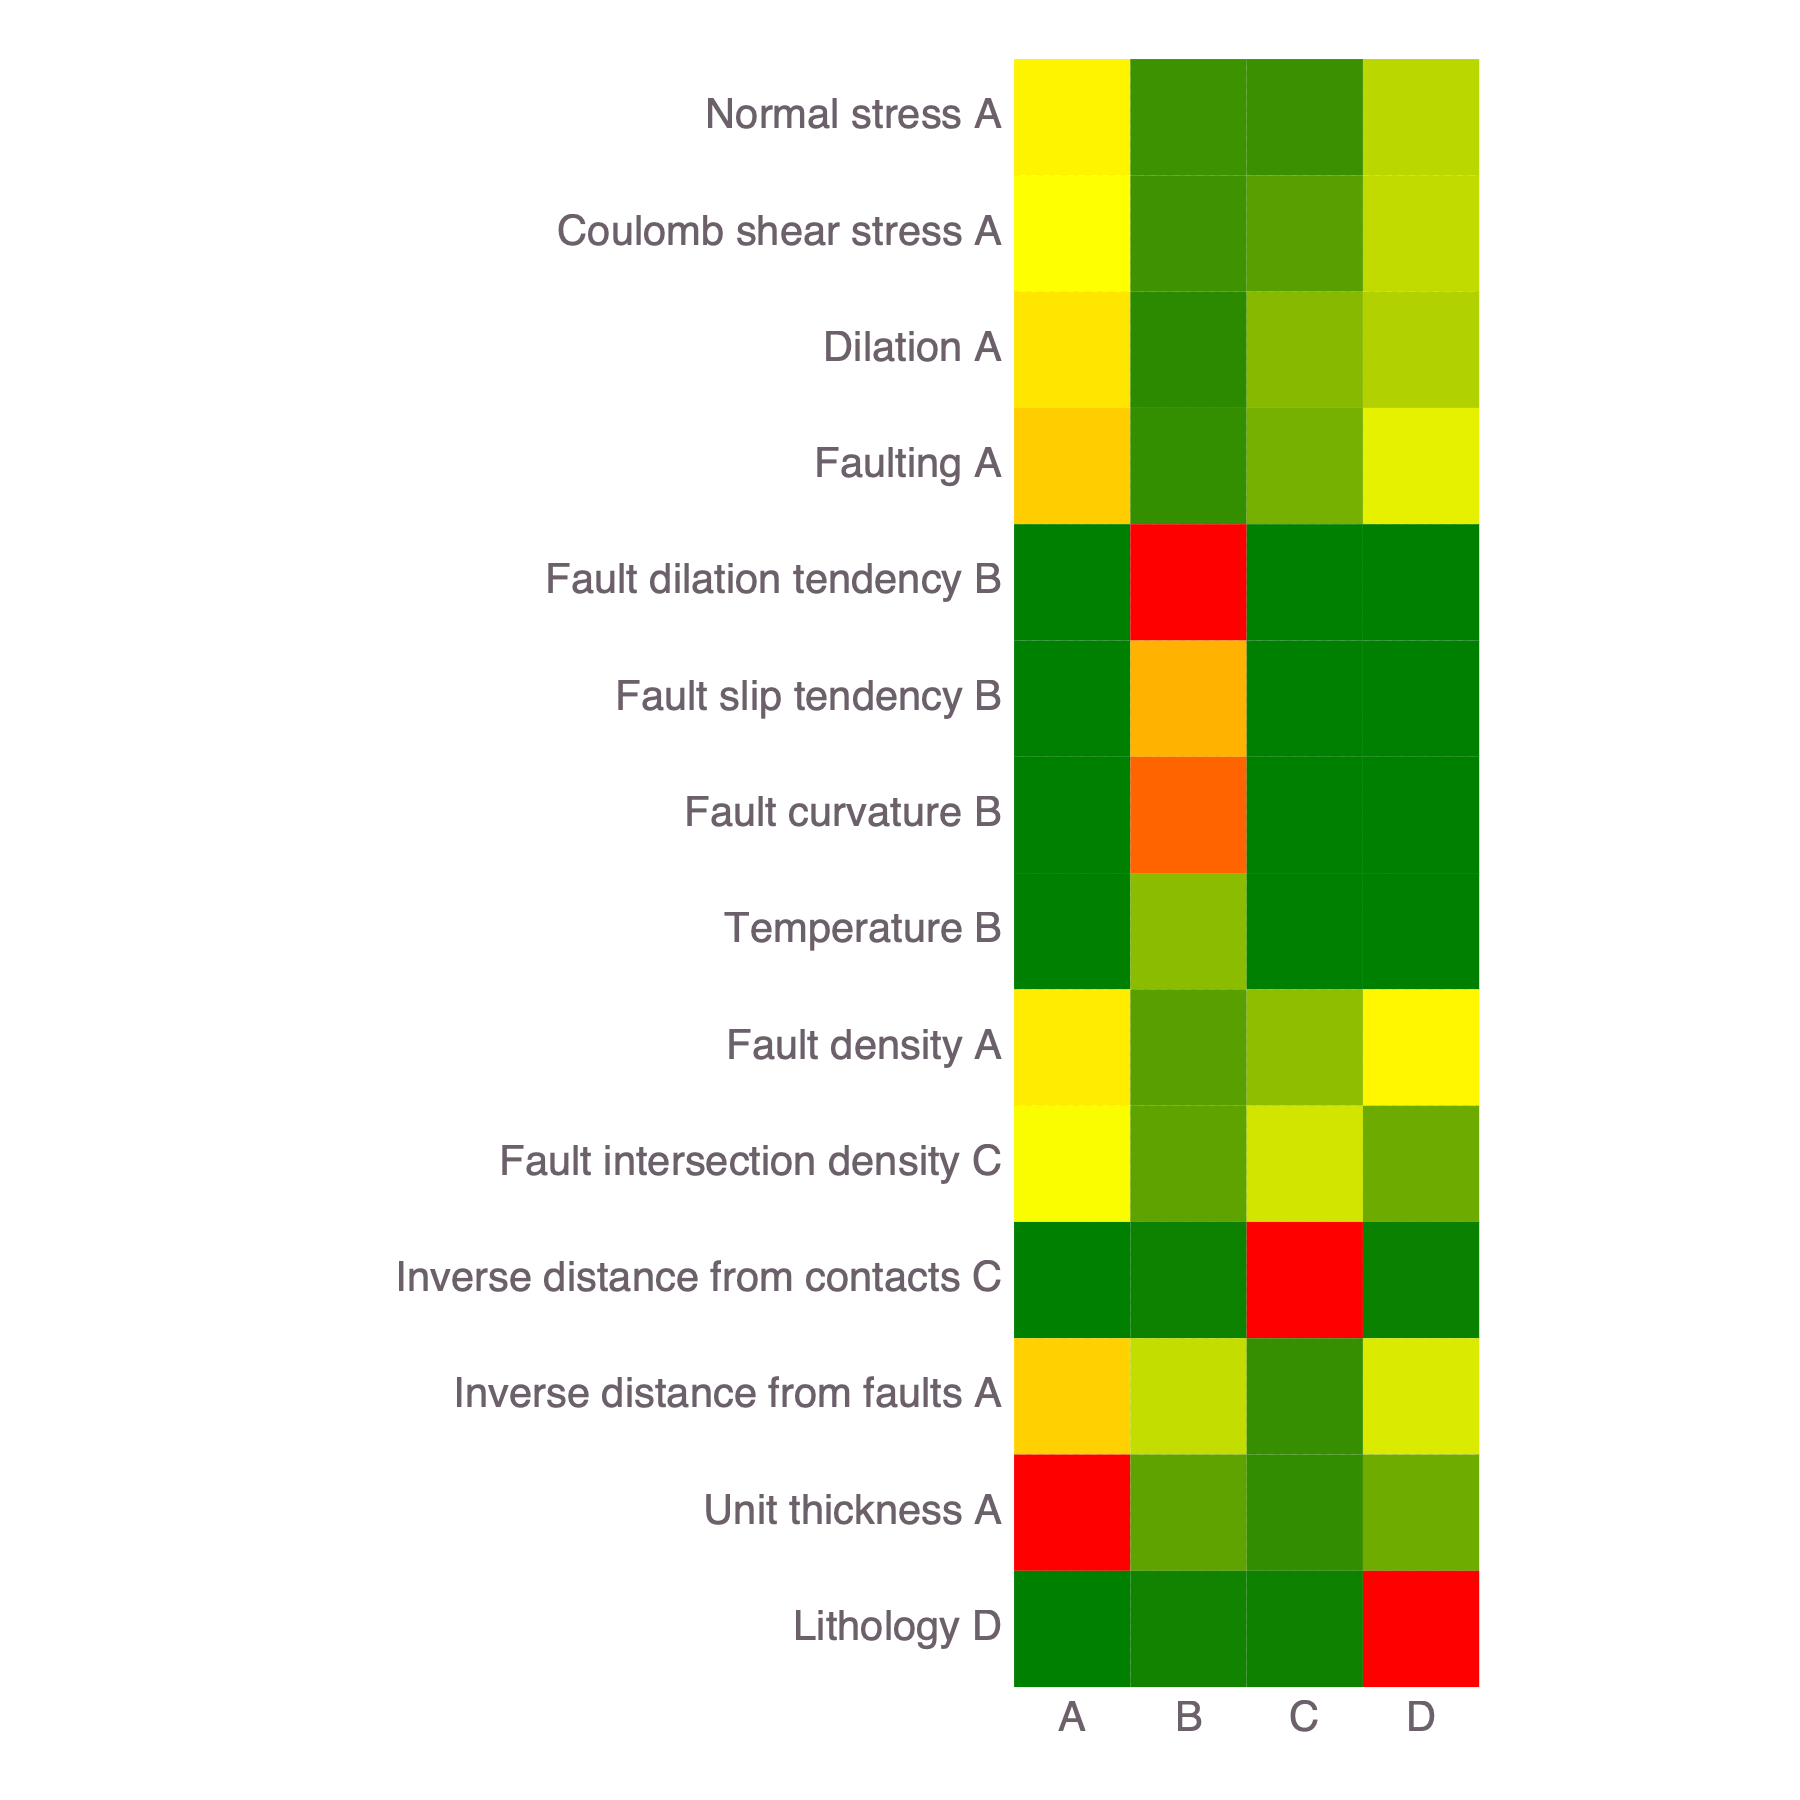 Normal stress A
Coulomb shear stress A
Dilation A
Faulting A
Fault dilation tendency B
Fault slip tendency B
Fault curvature B
Temperature B
Fault density A
Fault intersection density C
Inverse distance from contacts C
Inverse distance from faults A
Unit thickness A
Lithology D
A B C D